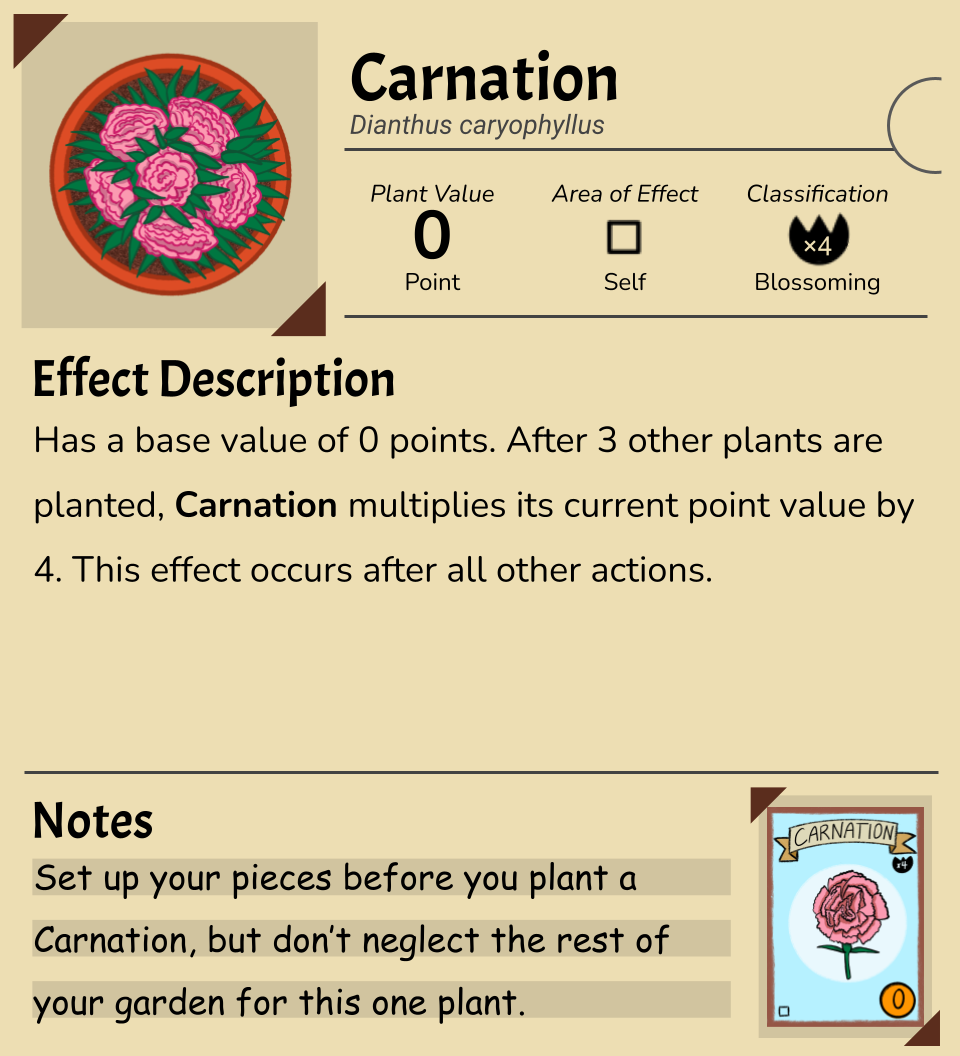 Carnation
Dianthus caryophyllus
Plant Value
Area of Effect
Classification
0
×4
Point
Self
Blossoming
Effect Description
Has a base value of 0 points. After 3 other plants are
planted, Carnation multiplies its current point value by
4. This effect occurs after all other actions.
Notes
Set up your pieces before you plant a
Carnation, but don't neglect the rest of
your garden for this one plant.
CARNATION
x4
0